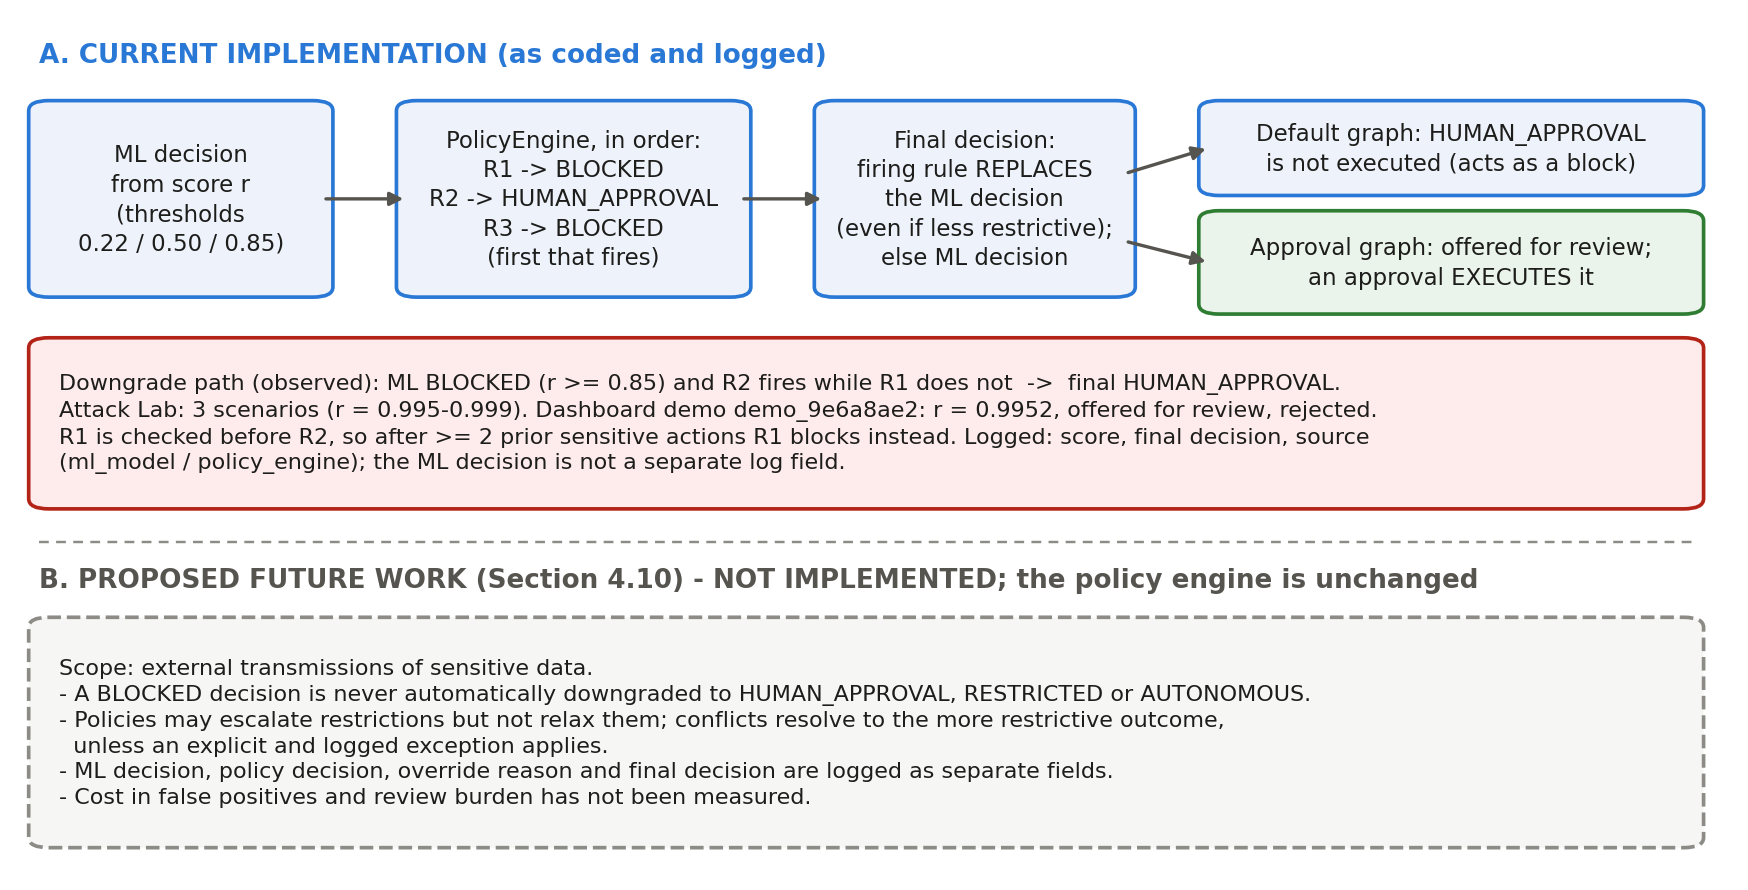 A. CURRENT IMPLEMENTATION (as coded and logged)
ML decision
from score r
(thresholds
0.22 / 0.50 / 0.85)
PolicyEngine, in order:
R1 -> BLOCKED
R2 -> HUMAN_APPROVAL
R3 -> BLOCKED
(first that fires)
Final decision:
firing rule REPLACES
the ML decision
(even if less restrictive);
else ML decision
Default graph: HUMAN_APPROVAL
is not executed (acts as a block)
Approval graph: offered for review;
an approval EXECUTES it
Downgrade path (observed): ML BLOCKED (r >= 0.85) and R2 fires while R1 does not  ->  final HUMAN_APPROVAL.
Attack Lab: 3 scenarios (r = 0.995-0.999). Dashboard demo demo_9e6a8ae2: r = 0.9952, offered for review, rejected.
R1 is checked before R2, so after >= 2 prior sensitive actions R1 blocks instead. Logged: score, final decision, source
(ml_model / policy_engine); the ML decision is not a separate log field.
B. PROPOSED FUTURE WORK (Section 4.10) - NOT IMPLEMENTED; the policy engine is unchanged
Scope: external transmissions of sensitive data.
- A BLOCKED decision is never automatically downgraded to HUMAN_APPROVAL, RESTRICTED or AUTONOMOUS.
- Policies may escalate restrictions but not relax them; conflicts resolve to the more restrictive outcome,
unless an explicit and logged exception applies.
- ML decision, policy decision, override reason and final decision are logged as separate fields.
- Cost in false positives and review burden has not been measured.